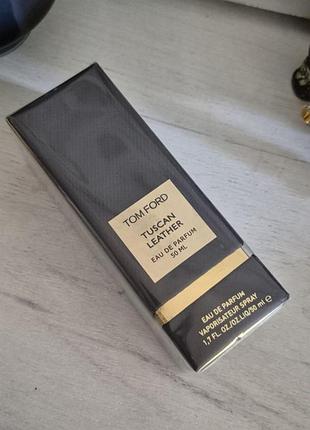 TOM FORD
TUSCAN
LEATHER
EAU DE PARFUM
50 ML
EAU DE PARFUM
VAPORISATEUR SPRAY
1,7 FL.OZ./OZ.LIQ/50 ml ℮